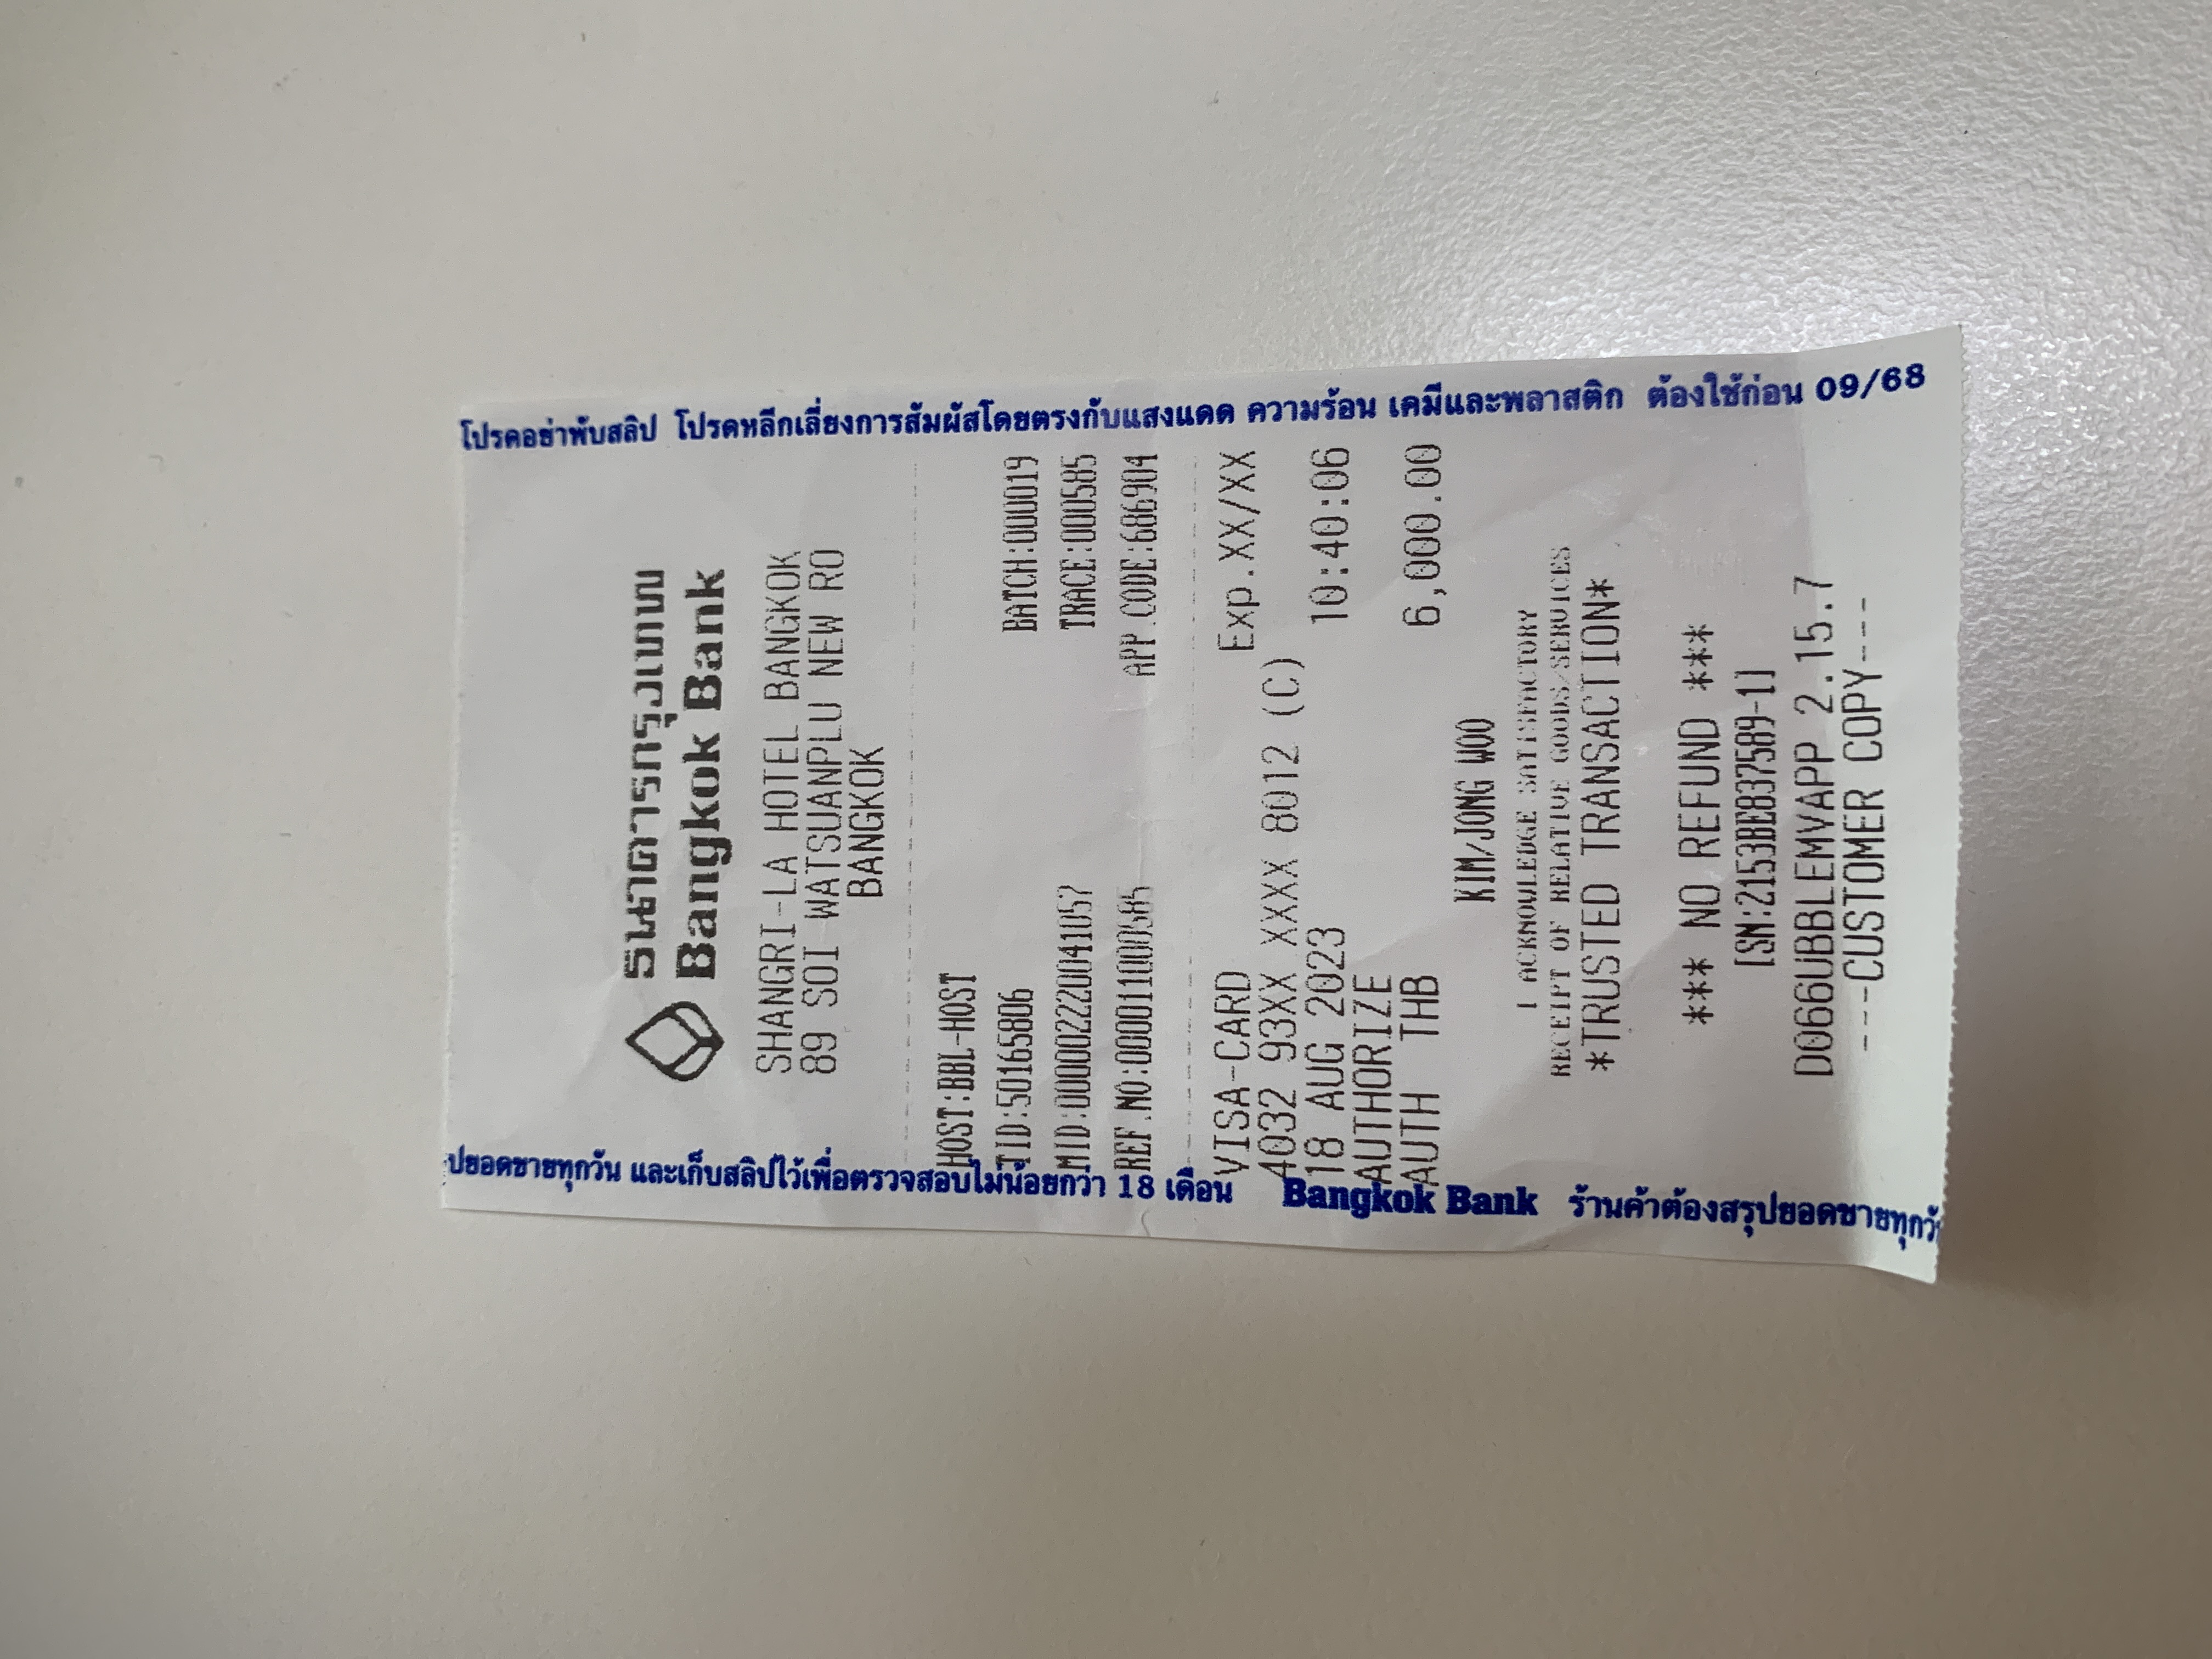 โปรดอย่าพับสลิป โปรดหลีกเลี่ยงการสัมผัสโดยตรงกับแสงแดด ความร้อน เคมีและพลาสติก ต้องใช้ก่อน 09/68
ธนาคารกรุงเทพ
Bangkok Bank
SHANGRI-LA HOTEL BANGKOK
89 SOI WATSUANPLU NEW RO
BANGKOK
HOST:BBL-HOST
TID:50165806 BATCH:000019
MID:000002220041057 TRACE:000585
REF.NO:000011000585 APP.CODE:686904
VISA-CARD Exp.XX/XX
4032 93XX XXXX 8012 (C)
18 AUG 2023 10:40:06
AUTHORIZE
AUTH THB 6,000.00
KIM/JONG WOO
I ACKNOWLEDGE SATISFACTORY
RECEIPT OF RELATIVE GOODS/SERVICES
*TRUSTED TRANSACTION*
*** NO REFUND ***
[SN:2153BEB37589-1]
D066UBBLEMVAPP 2.15.7
----CUSTOMER COPY----
ปยอดขายทุกวัน และเก็บสลิปไว้เพื่อตรวจสอบไม่น้อยกว่า 18 เดือน Bangkok Bank ร้านค้าต้องสรุปยอดขายทุกวั